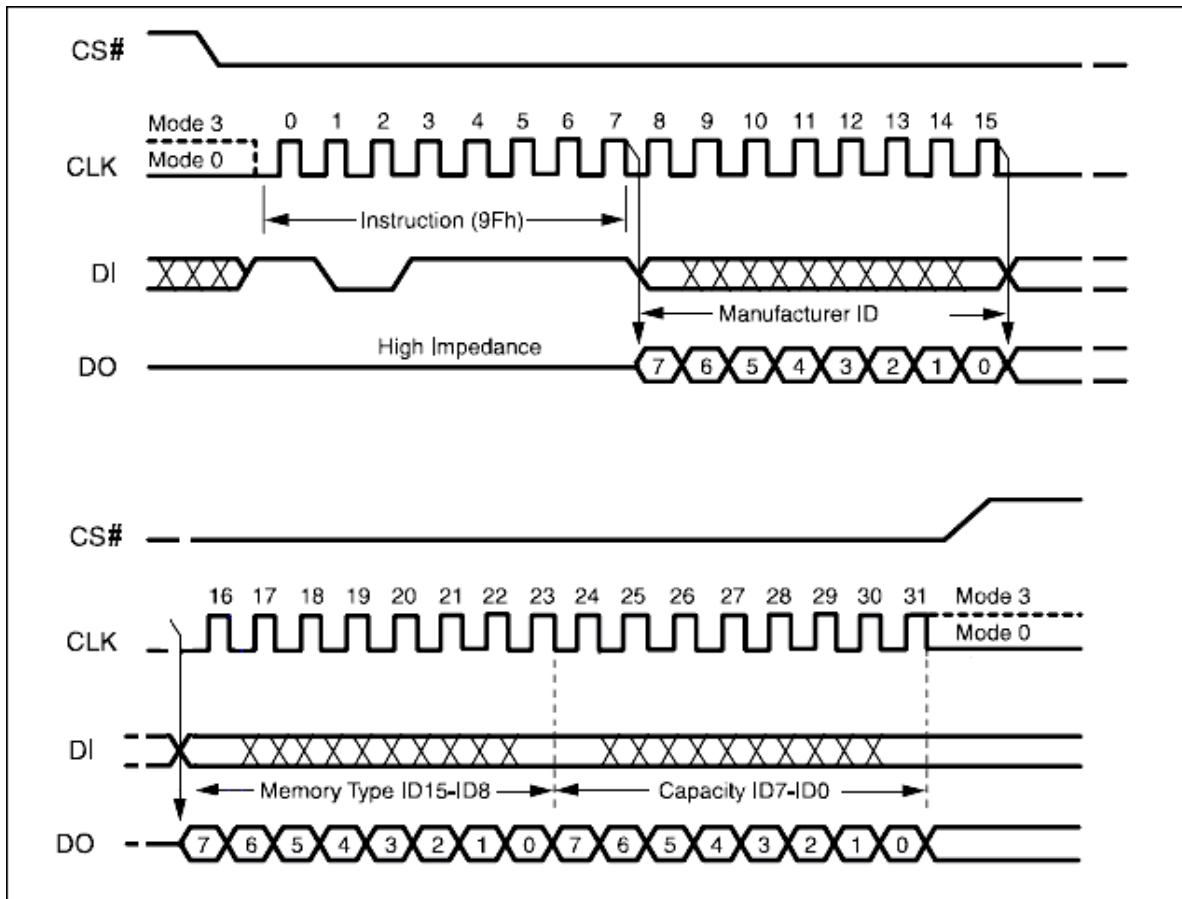 CS#
Mode 3 0 1 2 3 4 5 6 7 8 9 10 11 12 13 14 15
CLK Mode 0
Instruction (9Fh)
DI
Manufacturer ID
High Impedance
DO 7 6 5 4 3 2 1 0
CS#
16 17 18 19 20 21 22 23 24 25 26 27 28 29 30 31 Mode 3
CLK Mode 0
DI
Memory Type ID15-ID8 Capacity ID7-ID0
DO 7 6 5 4 3 2 1 0 7 6 5 4 3 2 1 0